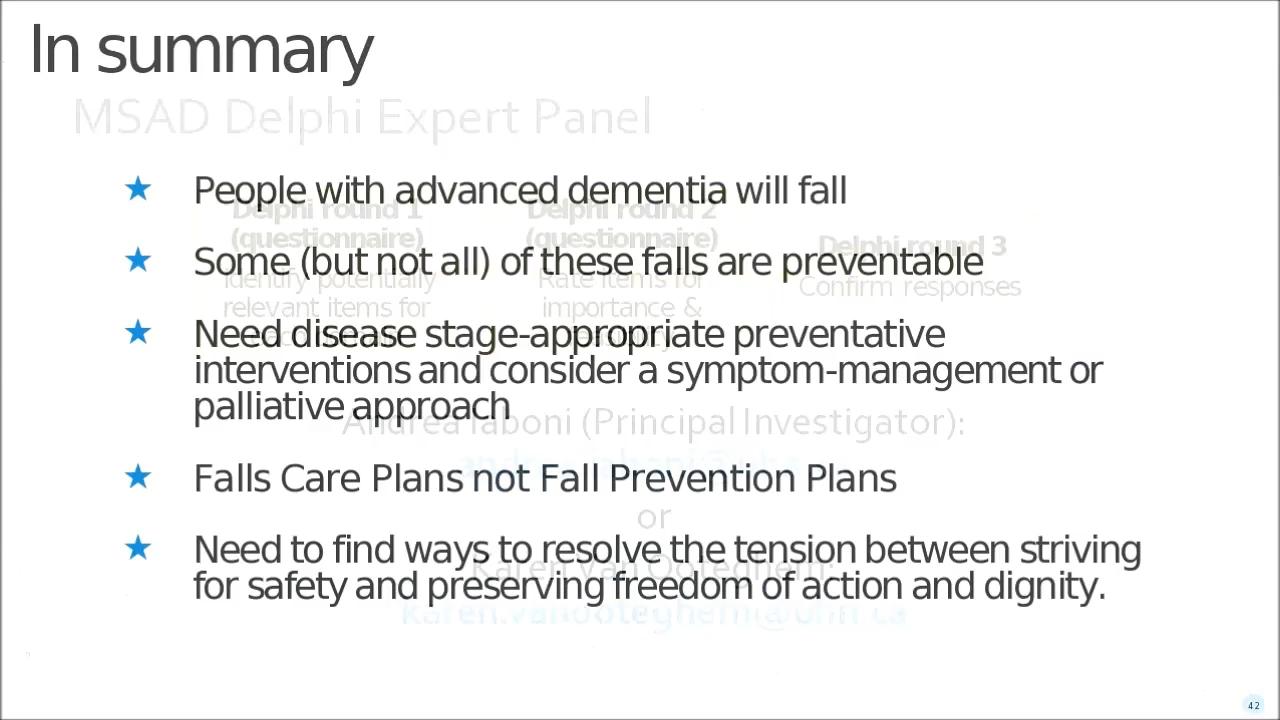 In summary
MSAD Delphi Expert Panel
People with advanced dementia will fall
Delphi round 1
Delphi round 2
(questionnaire)
(questionnaire)
Delphi round 3
Some (but not all) of these falls are preventable
Identify potentially
Rate items for
Confirm responses
relevant items for
importance &
Need disease stage-appropriate preventative
interventions and consider a symptom-management or
palliative approach
Andrea Iaboni (Principal Investigator):
Falls Care Plans not Fall Prevention Plans
or
Need to find ways to resolve the tension between striving
Karen Van Ooteghem:
for safety and preserving freedom of action and dignity.
karen.vanooteghem@uhn.ca
42